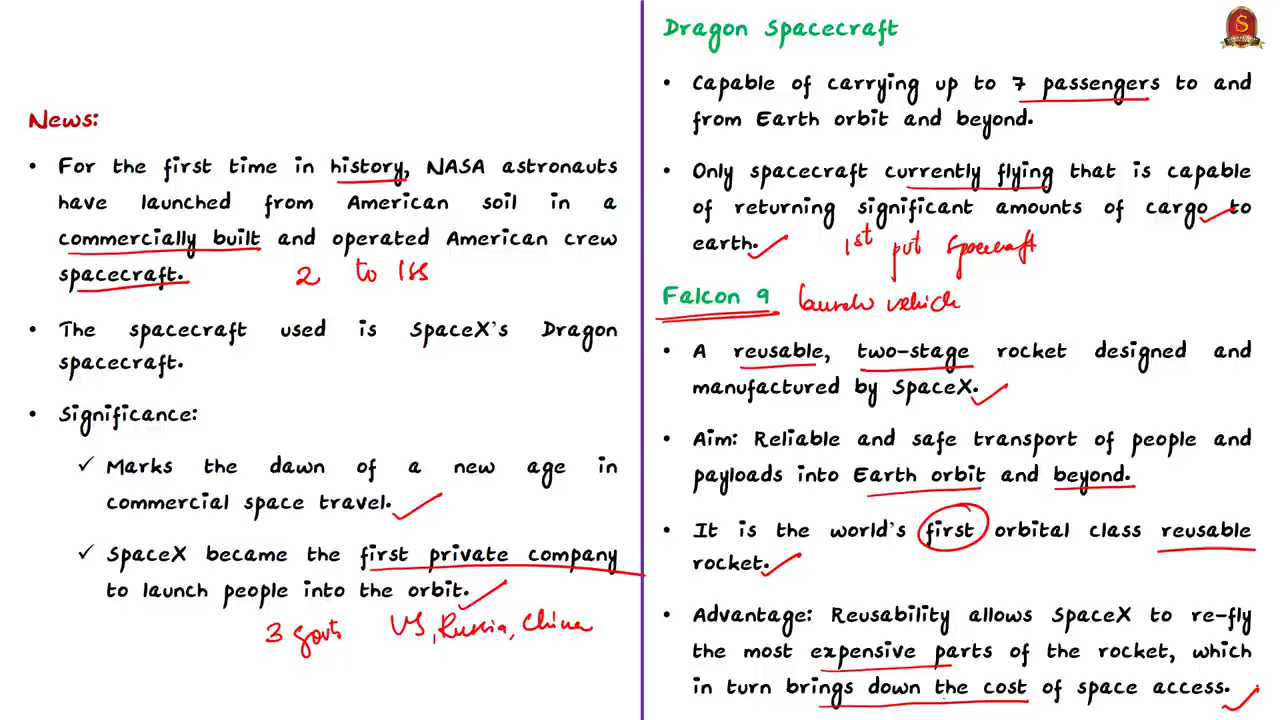 News:
• For the first time in history, NASA astronauts
have launched from American soil in a
commercially built and operated American crew
spacecraft.
2 to ISS
• The spacecraft used is SpaceX's Dragon
spacecraft.
• Significance:
✓ Marks the dawn of a new age in
commercial space travel.
✓ SpaceX became the first private company
to launch people into the orbit.
3 govts US, Russia, China
Dragon Spacecraft
• Capable of carrying up to 7 passengers to and
from Earth orbit and beyond.
• Only spacecraft currently flying that is capable
of returning significant amounts of cargo to
earth.
1st pvt spacecraft
Falcon 9 launch vehicle
• A reusable, two-stage rocket designed and
manufactured by SpaceX.
• Aim: Reliable and safe transport of people and
payloads into Earth orbit and beyond.
• It is the world's first orbital class reusable
rocket.
• Advantage: Reusability allows SpaceX to re-fly
the most expensive parts of the rocket, which
in turn brings down the cost of space access.
S